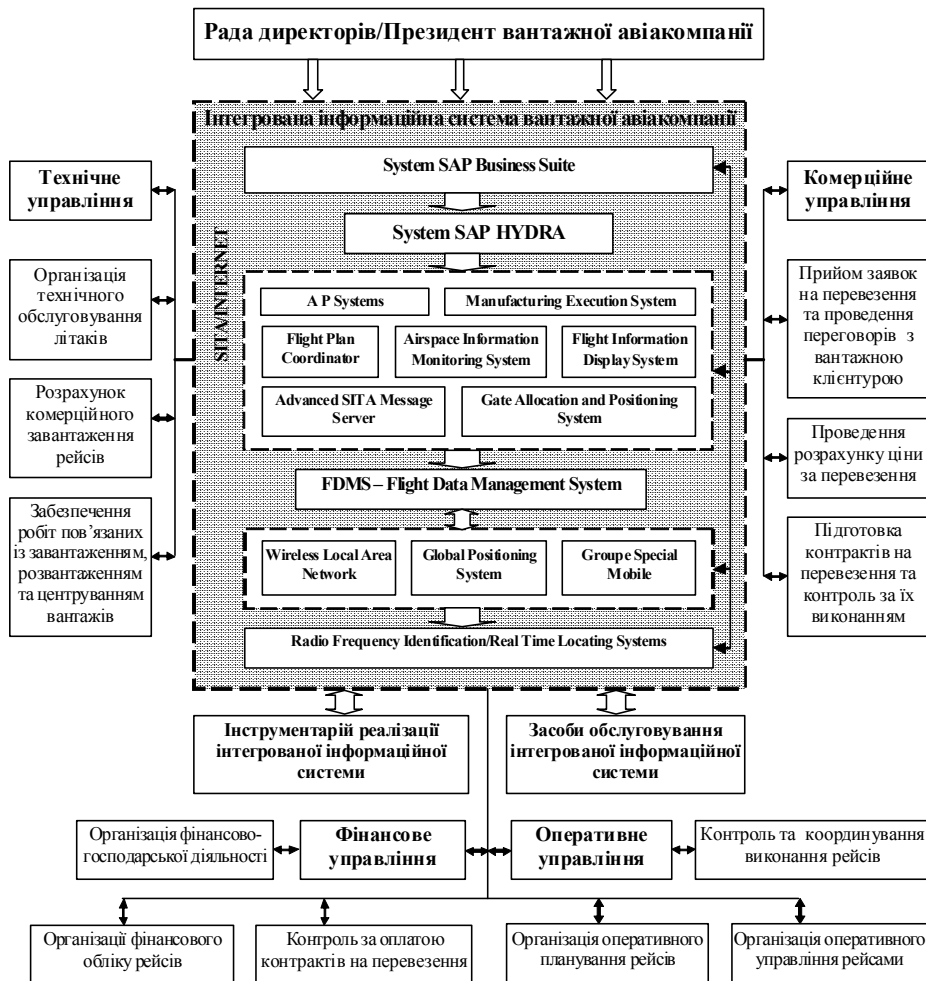 Рада директорів/Президент вантажної авіакомпанії
Інтегрована інформаційна система вантажної авіакомпанії
SITA/INTERNET
System SAP Business Suite
System SAP HYDRA
A P Systems
Manufacturing Execution System
Flight Plan
Coordinator
Airspace Information
Monitoring System
Flight Information
Display System
Advanced SITA Message
Server
Gate Allocation and Positioning
System
FDMS – Flight Data Management System
Wireless Local Area
Network
Global Positioning
System
Groupe Special
Mobile
Radio Frequency Identification/Real Time Locating Systems
Технічне
управління
Організація
технічного
обслуговування
літаків
Розрахунок
комерційного
завантаження
рейсів
Забезпечення
робіт пов’язаних
із завантаженням,
розвантаженням
та центруванням
вантажів
Комерційне
управління
Прийом заявок
на перевезення
та проведення
переговорів з
вантажною
клієнтурою
Проведення
розрахунку ціни
за перевезення
Підготовка
контрактів на
перевезення та
контроль за їх
виконанням
Інструментарій реалізації
інтегрованої інформаційної
системи
Засоби обслуговування
інтегрованої інформаційної
системи
Організація фінансово-
господарської діяльності
Фінансове
управління
Оперативне
управління
Контроль та координування
виконання рейсів
Організації фінансового
обліку рейсів
Контроль за оплатою
контрактів на перевезення
Організація оперативного
планування рейсів
Організація оперативного
управління рейсами